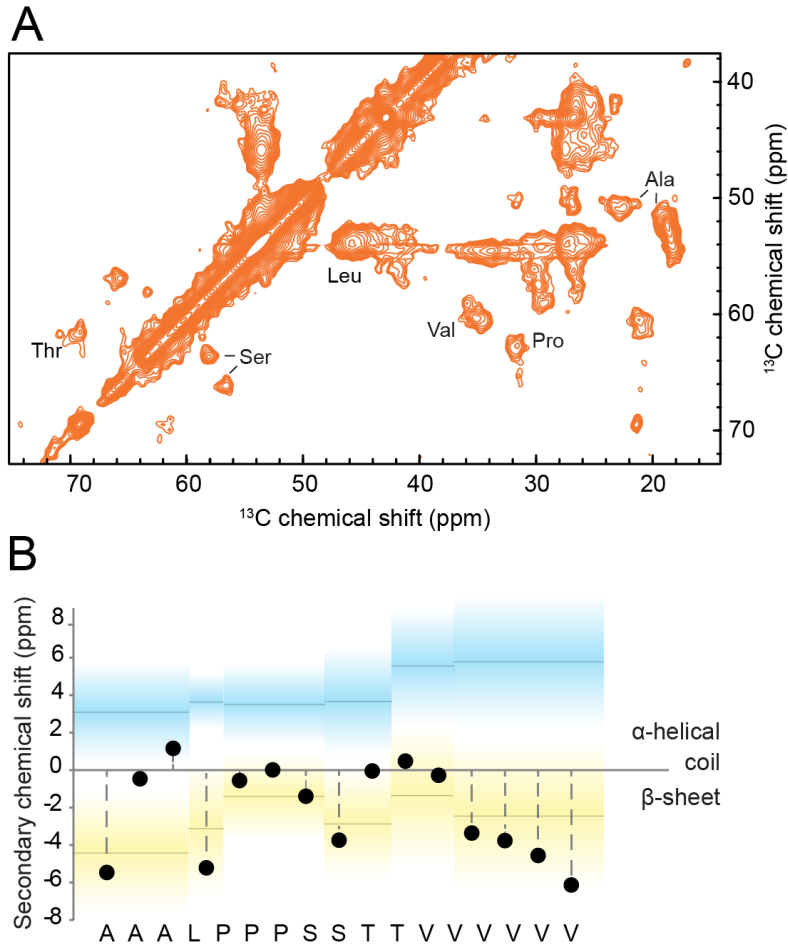 A
40
50
60
70
13C chemical shift (ppm)
Ala
Leu
Val
Pro
Thr
Ser
70 60 50 40 30 20
13C chemical shift (ppm)
B
Secondary chemical shift (ppm)
8
6
4
2
0
-2
-4
-6
-8
α-helical
coil
β-sheet
A A A L P P P S S T T V V V V V V